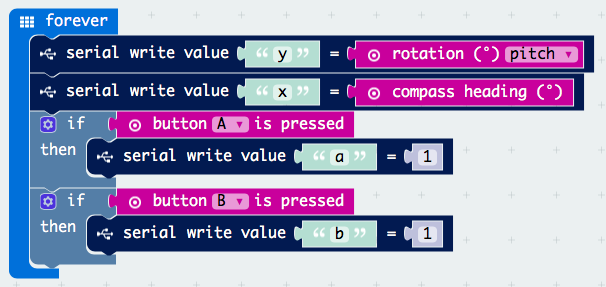 forever
serial write value “ y ” = rotation (°) pitch
serial write value “ x ” = compass heading (°)
if button A is pressed
then serial write value “ a ” = 1
if button B is pressed
then serial write value “ b ” = 1